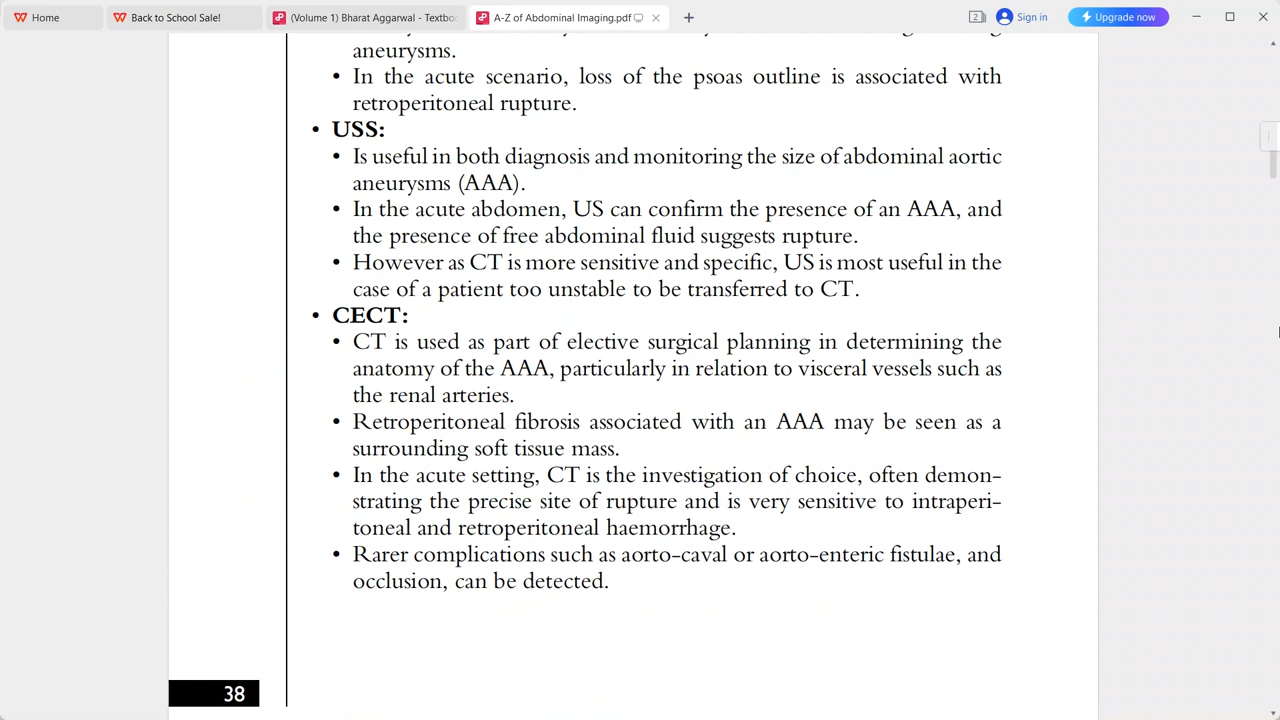 Home
Back to School Sale
(Volume 1) Bharat Aggarwal - Textbo
A-Z of Abdominal Imaging.pdf
2
Sign in
Upgrade now
aneurysms.
• In the acute scenario, loss of the psoas outline is associated with
retroperitoneal rupture.
• USS:
• Is useful in both diagnosis and monitoring the size of abdominal aortic
aneurysms (AAA).
• In the acute abdomen, US can confirm the presence of an AAA, and
the presence of free abdominal fluid suggests rupture.
• However as CT is more sensitive and specific, US is most useful in the
case of a patient too unstable to be transferred to CT.
• CECT:
• CT is used as part of elective surgical planning in determining the
anatomy of the AAA, particularly in relation to visceral vessels such as
the renal arteries.
• Retroperitoneal fibrosis associated with an AAA may be seen as a
surrounding soft tissue mass.
• In the acute setting, CT is the investigation of choice, often demon-
strating the precise site of rupture and is very sensitive to intraperi-
toneal and retroperitoneal haemorrhage.
• Rarer complications such as aorto-caval or aorto-enteric fistulae, and
occlusion, can be detected.
38